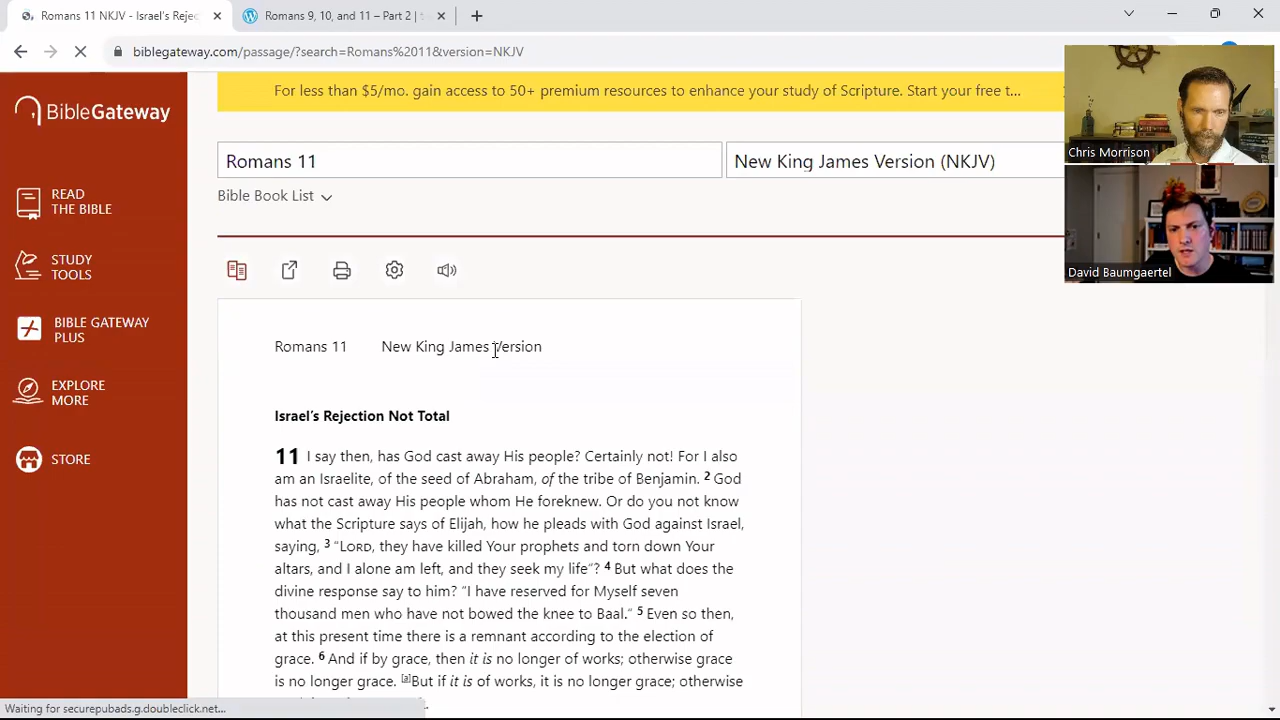 Romans 11 NKJV - Israel's Rejec
Romans 9, 10, and 11 – Part 2 | t
biblegateway.com/passage/?search=Romans%2011&version=NKJV
For less than $5/mo. gain access to 50+ premium resources to enhance your study of Scripture. Start your free t...
BibleGateway
READ
THE BIBLE
STUDY
TOOLS
BIBLE GATEWAY
PLUS
EXPLORE
MORE
STORE
Romans 11
New King James Version (NKJV)
Bible Book List
Romans 11 New King James Version
Israel's Rejection Not Total
11 I say then, has God cast away His people? Certainly not! For I also
am an Israelite, of the seed of Abraham, of the tribe of Benjamin. 2 God
has not cast away His people whom He foreknew. Or do you not know
what the Scripture says of Elijah, how he pleads with God against Israel,
saying, 3 “LORD, they have killed Your prophets and torn down Your
altars, and I alone am left, and they seek my life”? 4 But what does the
divine response say to him? “I have reserved for Myself seven
thousand men who have not bowed the knee to Baal.” 5 Even so then,
at this present time there is a remnant according to the election of
grace. 6 And if by grace, then it is no longer of works; otherwise grace
is no longer grace. [a]But if it is of works, it is no longer grace; otherwise
Chris Morrison
David Baumgaertel
Waiting for securepubads.g.doubleclick.net...